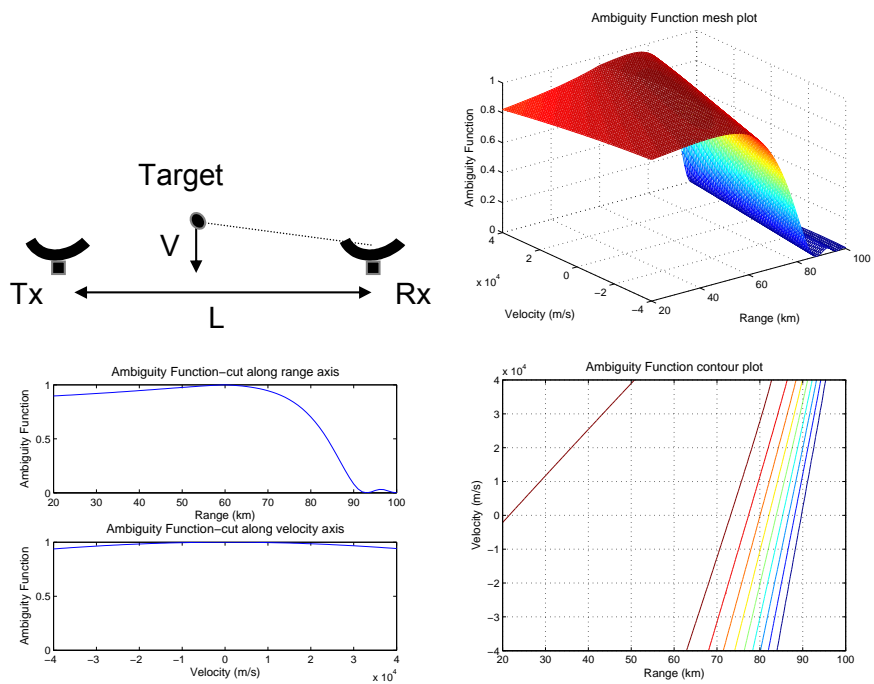 Target
V
Tx
Rx
L
Ambiguity Function mesh plot
Ambiguity Function
1
0.8
0.6
0.4
0.2
0
4
2
0
−2
−4
x 10^4
Velocity (m/s)
20
40
60
80
100
Range (km)
Ambiguity Function−cut along range axis
Ambiguity Function
1
0.5
0
20 30 40 50 60 70 80 90 100
Range (km)
Ambiguity Function−cut along velocity axis
Ambiguity Function
1
0.5
0
−4 −3 −2 −1 0 1 2 3 4
Velocity (m/s)
x 10^4
Ambiguity Function contour plot
x 10^4
Velocity (m/s)
4
3
2
1
0
−1
−2
−3
−4
20 30 40 50 60 70 80 90 100
Range (km)